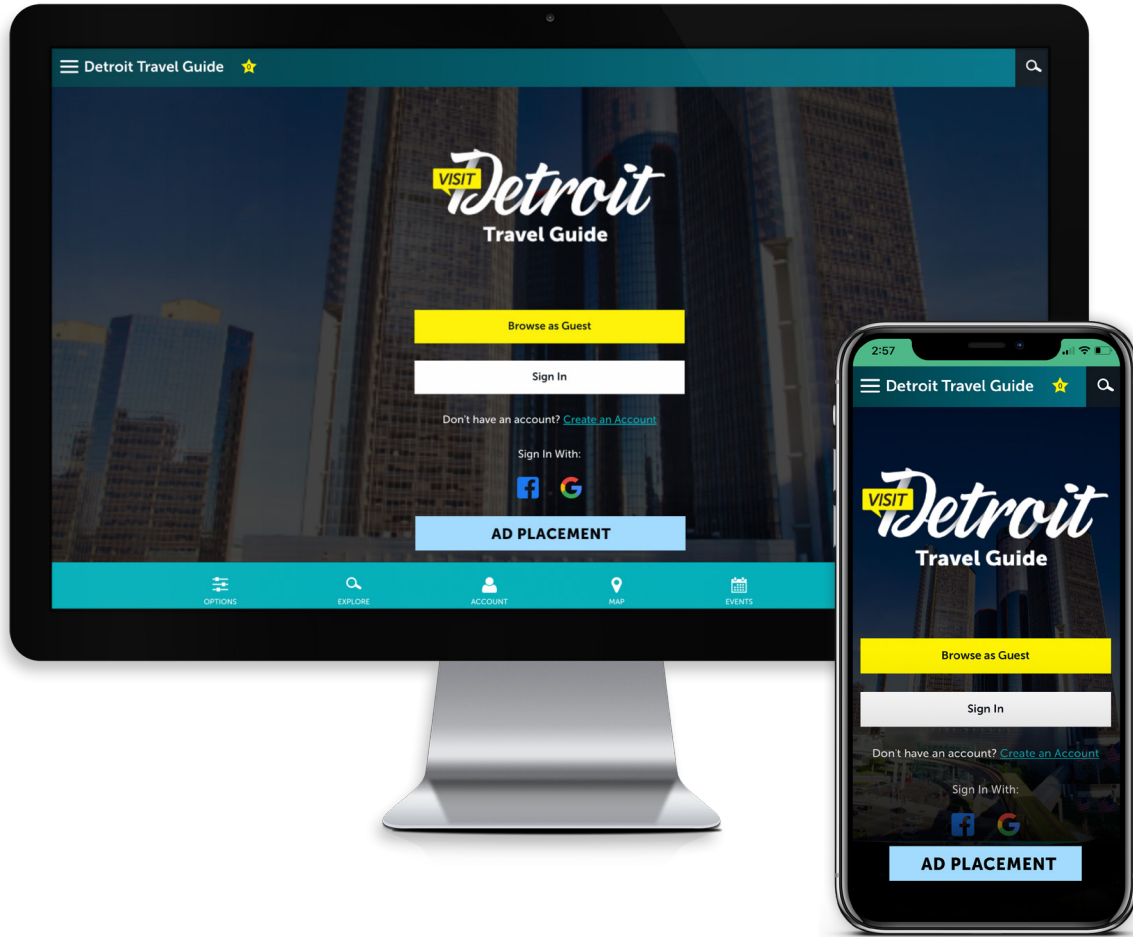 Detroit Travel Guide 0
VISIT Detroit
Travel Guide
Browse as Guest
Sign In
Don't have an account? Create an Account
Sign In With:
AD PLACEMENT
OPTIONS EXPLORE ACCOUNT MAP EVENTS
2:57
Detroit Travel Guide 0
VISIT Detroit
Travel Guide
Browse as Guest
Sign In
Don't have an account? Create an Account
Sign In With:
AD PLACEMENT